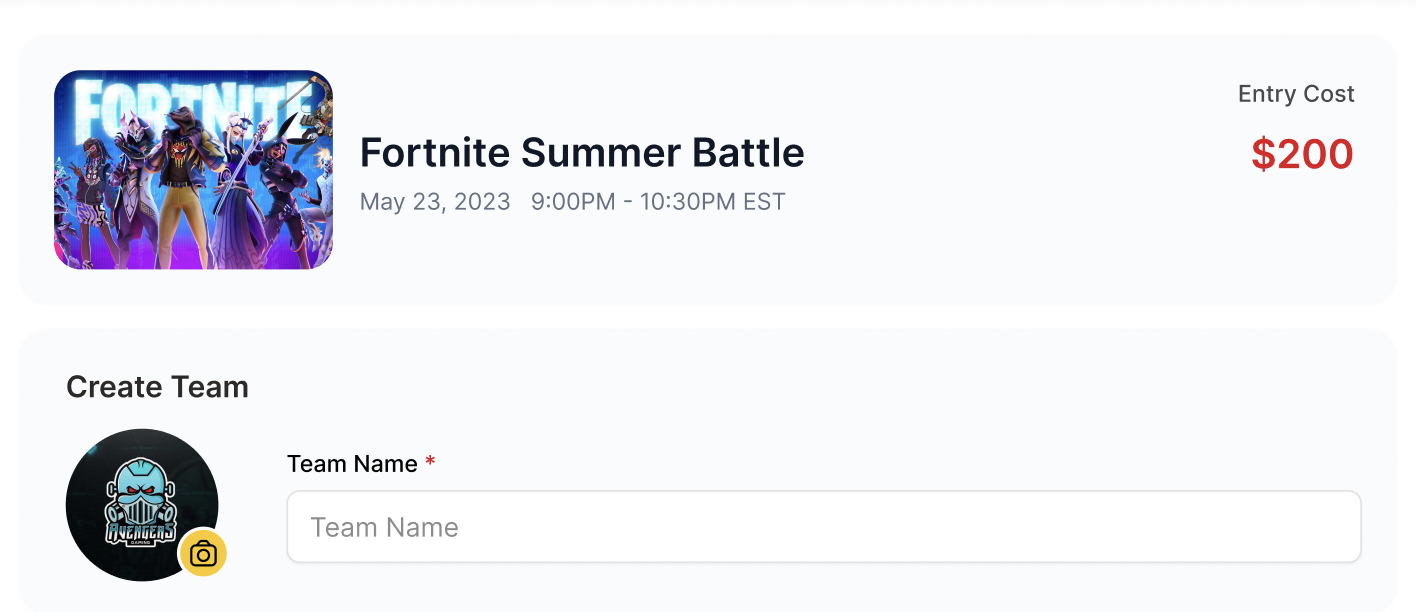 FORTNITE
Entry Cost
Fortnite Summer Battle
$200
May 23, 2023 9:00PM - 10:30PM EST
Create Team
Team Name *
Team Name
AVENGERS
GAMING